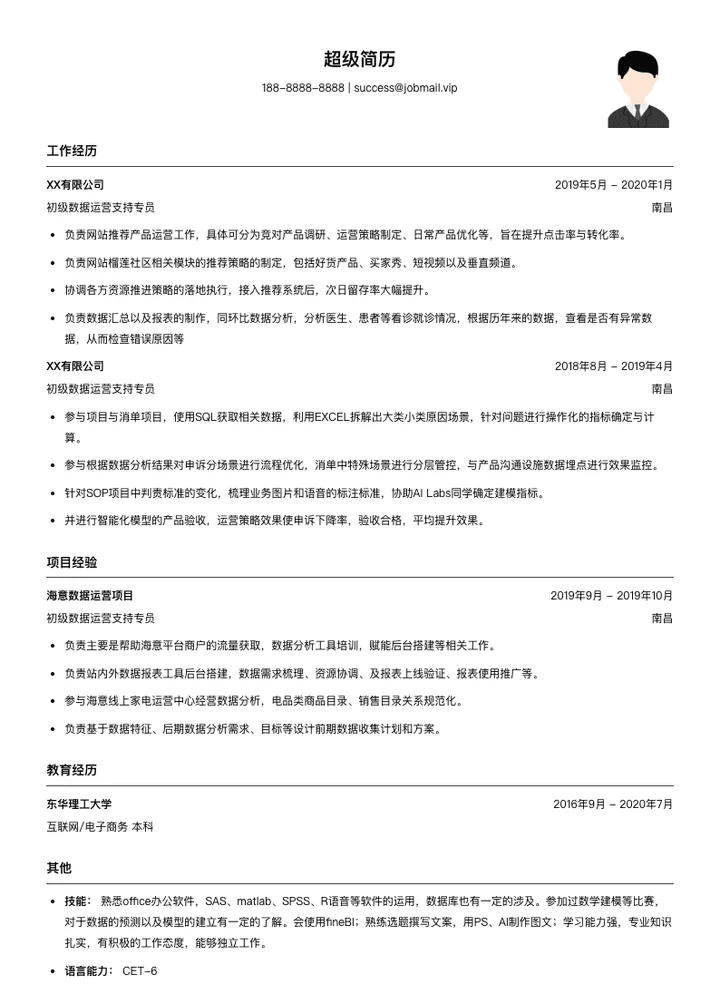 超级简历
188-8888-8888 | success@jobmail.vip
工作经历
XX有限公司 2019年5月 – 2020年1月
初级数据运营支持专员 南昌
• 负责网站推荐产品运营工作，具体可分为竞对产品调研、运营策略制定、日常产品优化等，旨在提升点击率与转化率。
• 负责网站榴莲社区相关模块的推荐策略的制定，包括好货产品、买家秀、短视频以及垂直频道。
• 协调各方资源推进策略的落地执行，接入推荐系统后，次日留存率大幅提升。
• 负责数据汇总以及报表的制作，同环比数据分析，分析医生、患者等看诊就诊情况，根据历年来的数据，查看是否有异常数
据，从而检查错误原因等
XX有限公司 2018年8月 – 2019年4月
初级数据运营支持专员 南昌
• 参与项目与消单项目，使用SQL获取相关数据，利用EXCEL拆解出大类小类原因场景，针对问题进行操作化的指标确定与计
算。
• 参与根据数据分析结果对申诉分场景进行流程优化，消单中特殊场景进行分层管控，与产品沟通设施数据埋点进行效果监控。
• 针对SOP项目中判责标准的变化，梳理业务图片和语音的标注标准，协助AI Labs同学确定建模指标。
• 并进行智能化模型的产品验收，运营策略效果使申诉下降率，验收合格，平均提升效果。
项目经验
海意数据运营项目 2019年9月 – 2019年10月
初级数据运营支持专员 南昌
• 负责主要是帮助海意平台商户的流量获取，数据分析工具培训，赋能后台搭建等相关工作。
• 负责站内外数据报表工具后台搭建，数据需求梳理、资源协调、及报表上线验证、报表使用推广等。
• 参与海意线上家电运营中心经营数据分析，电品类商品目录、销售目录关系规范化。
• 负责基于数据特征、后期数据分析需求、目标等设计前期数据收集计划和方案。
教育经历
东华理工大学 2016年9月 – 2020年7月
互联网/电子商务 本科
其他
• 技能： 熟悉office办公软件，SAS、matlab、SPSS、R语音等软件的运用，数据库也有一定的涉及。参加过数学建模等比赛，
对于数据的预测以及模型的建立有一定的了解。会使用fineBI；熟练选题撰写文案，用PS、AI制作图文；学习能力强，专业知识
扎实，有积极的工作态度，能够独立工作。
• 语言能力： CET-6